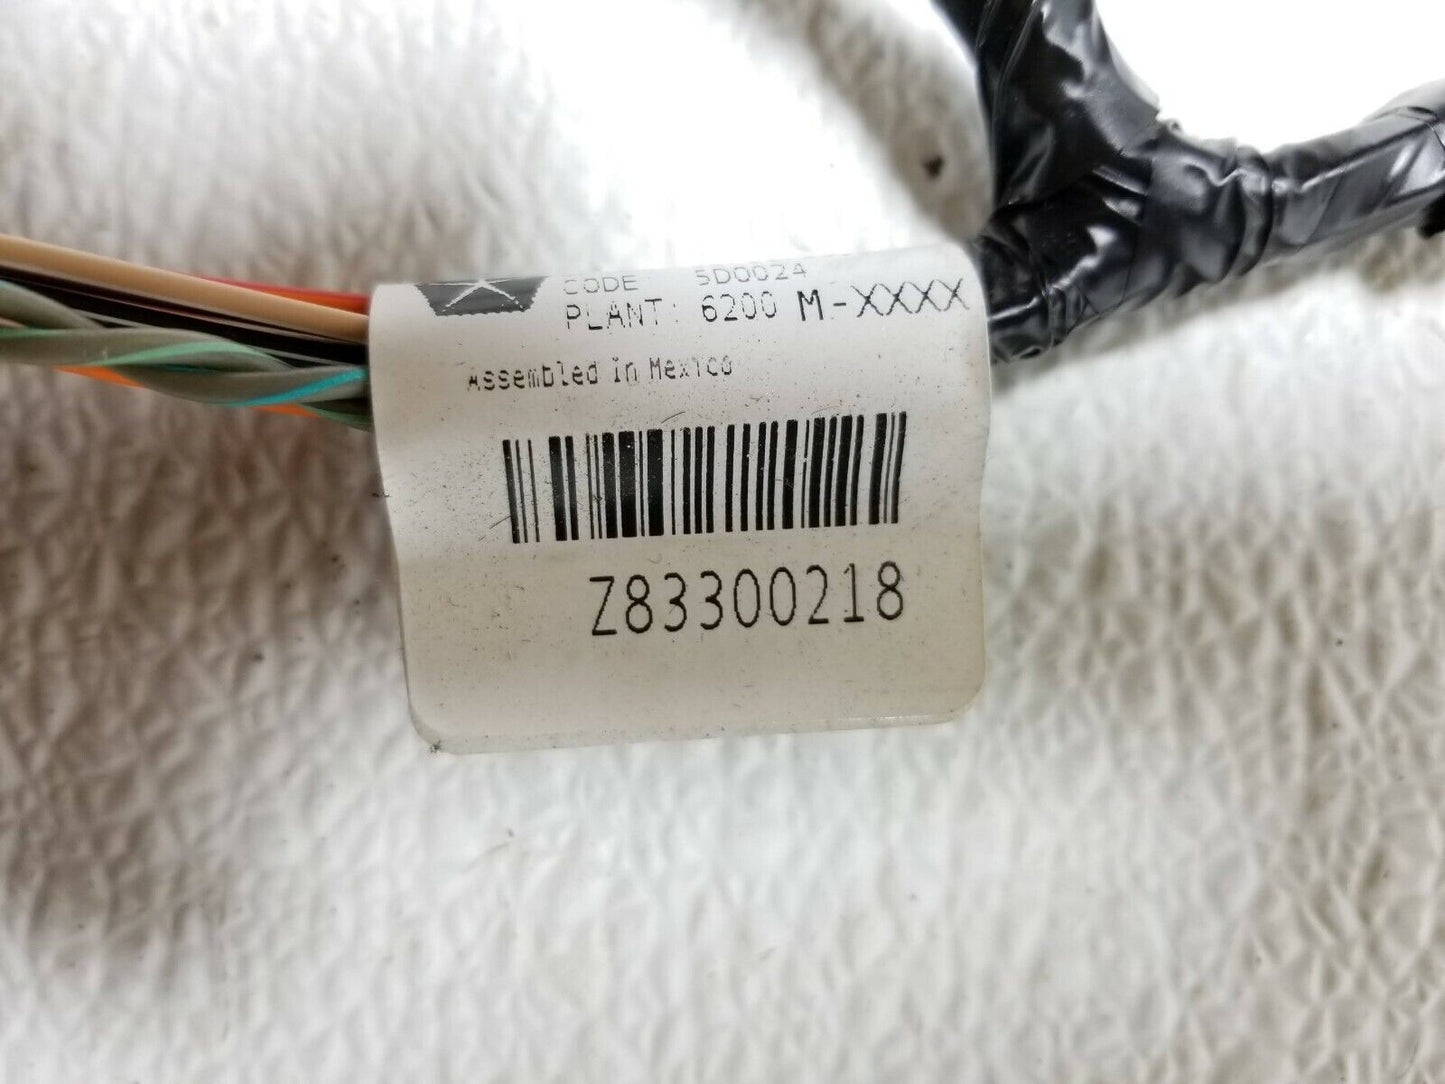 CODE 5D0024
PLANT: 6200 M-XXXX
Assembled in Mexico
Z83300218